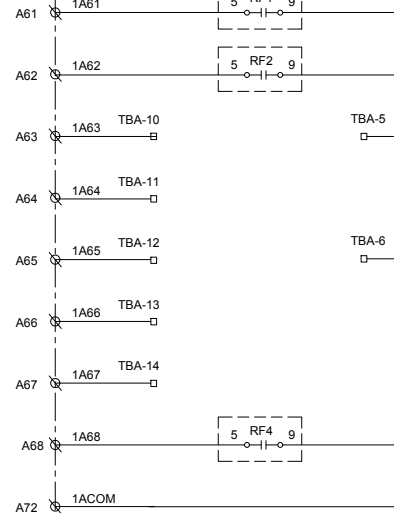 1A61
5 RF1 9
A61
1A62
5 RF2 9
A62
TBA-10
TBA-5
1A63
A63
TBA-11
1A64
A64
TBA-12
TBA-6
1A65
A65
TBA-13
1A66
A66
TBA-14
1A67
A67
1A68
5 RF4 9
A68
1ACOM
A72